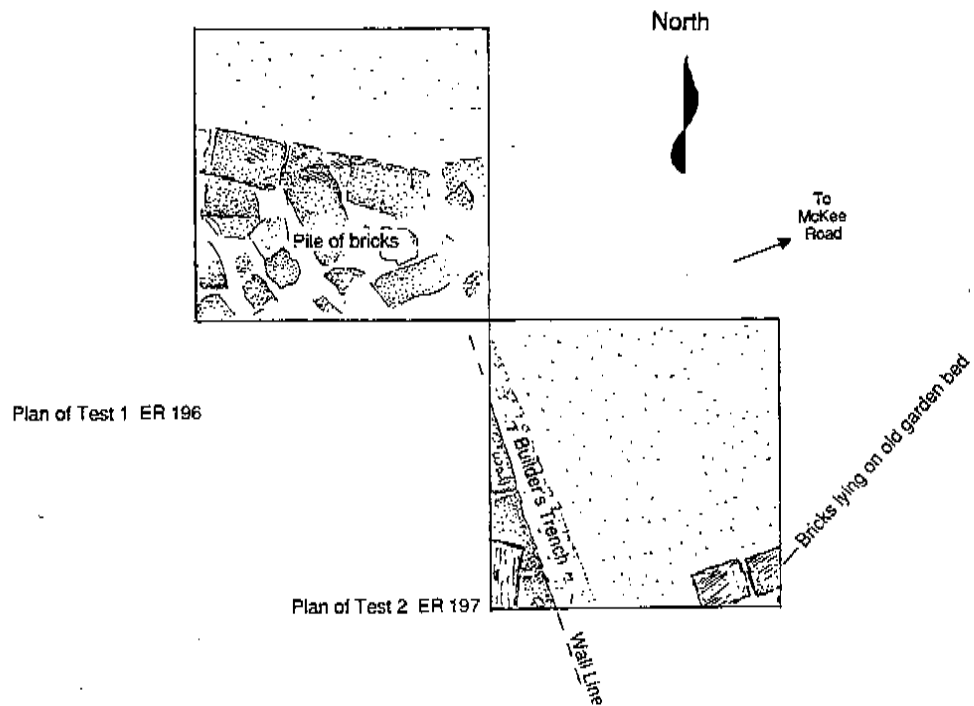 North
To
McKee
Road
Pile of bricks
Plan of Test 1 ER 196
Builder's Trench
Wall
Bricks lying on old garden bed
Plan of Test 2 ER 197
Wall Line